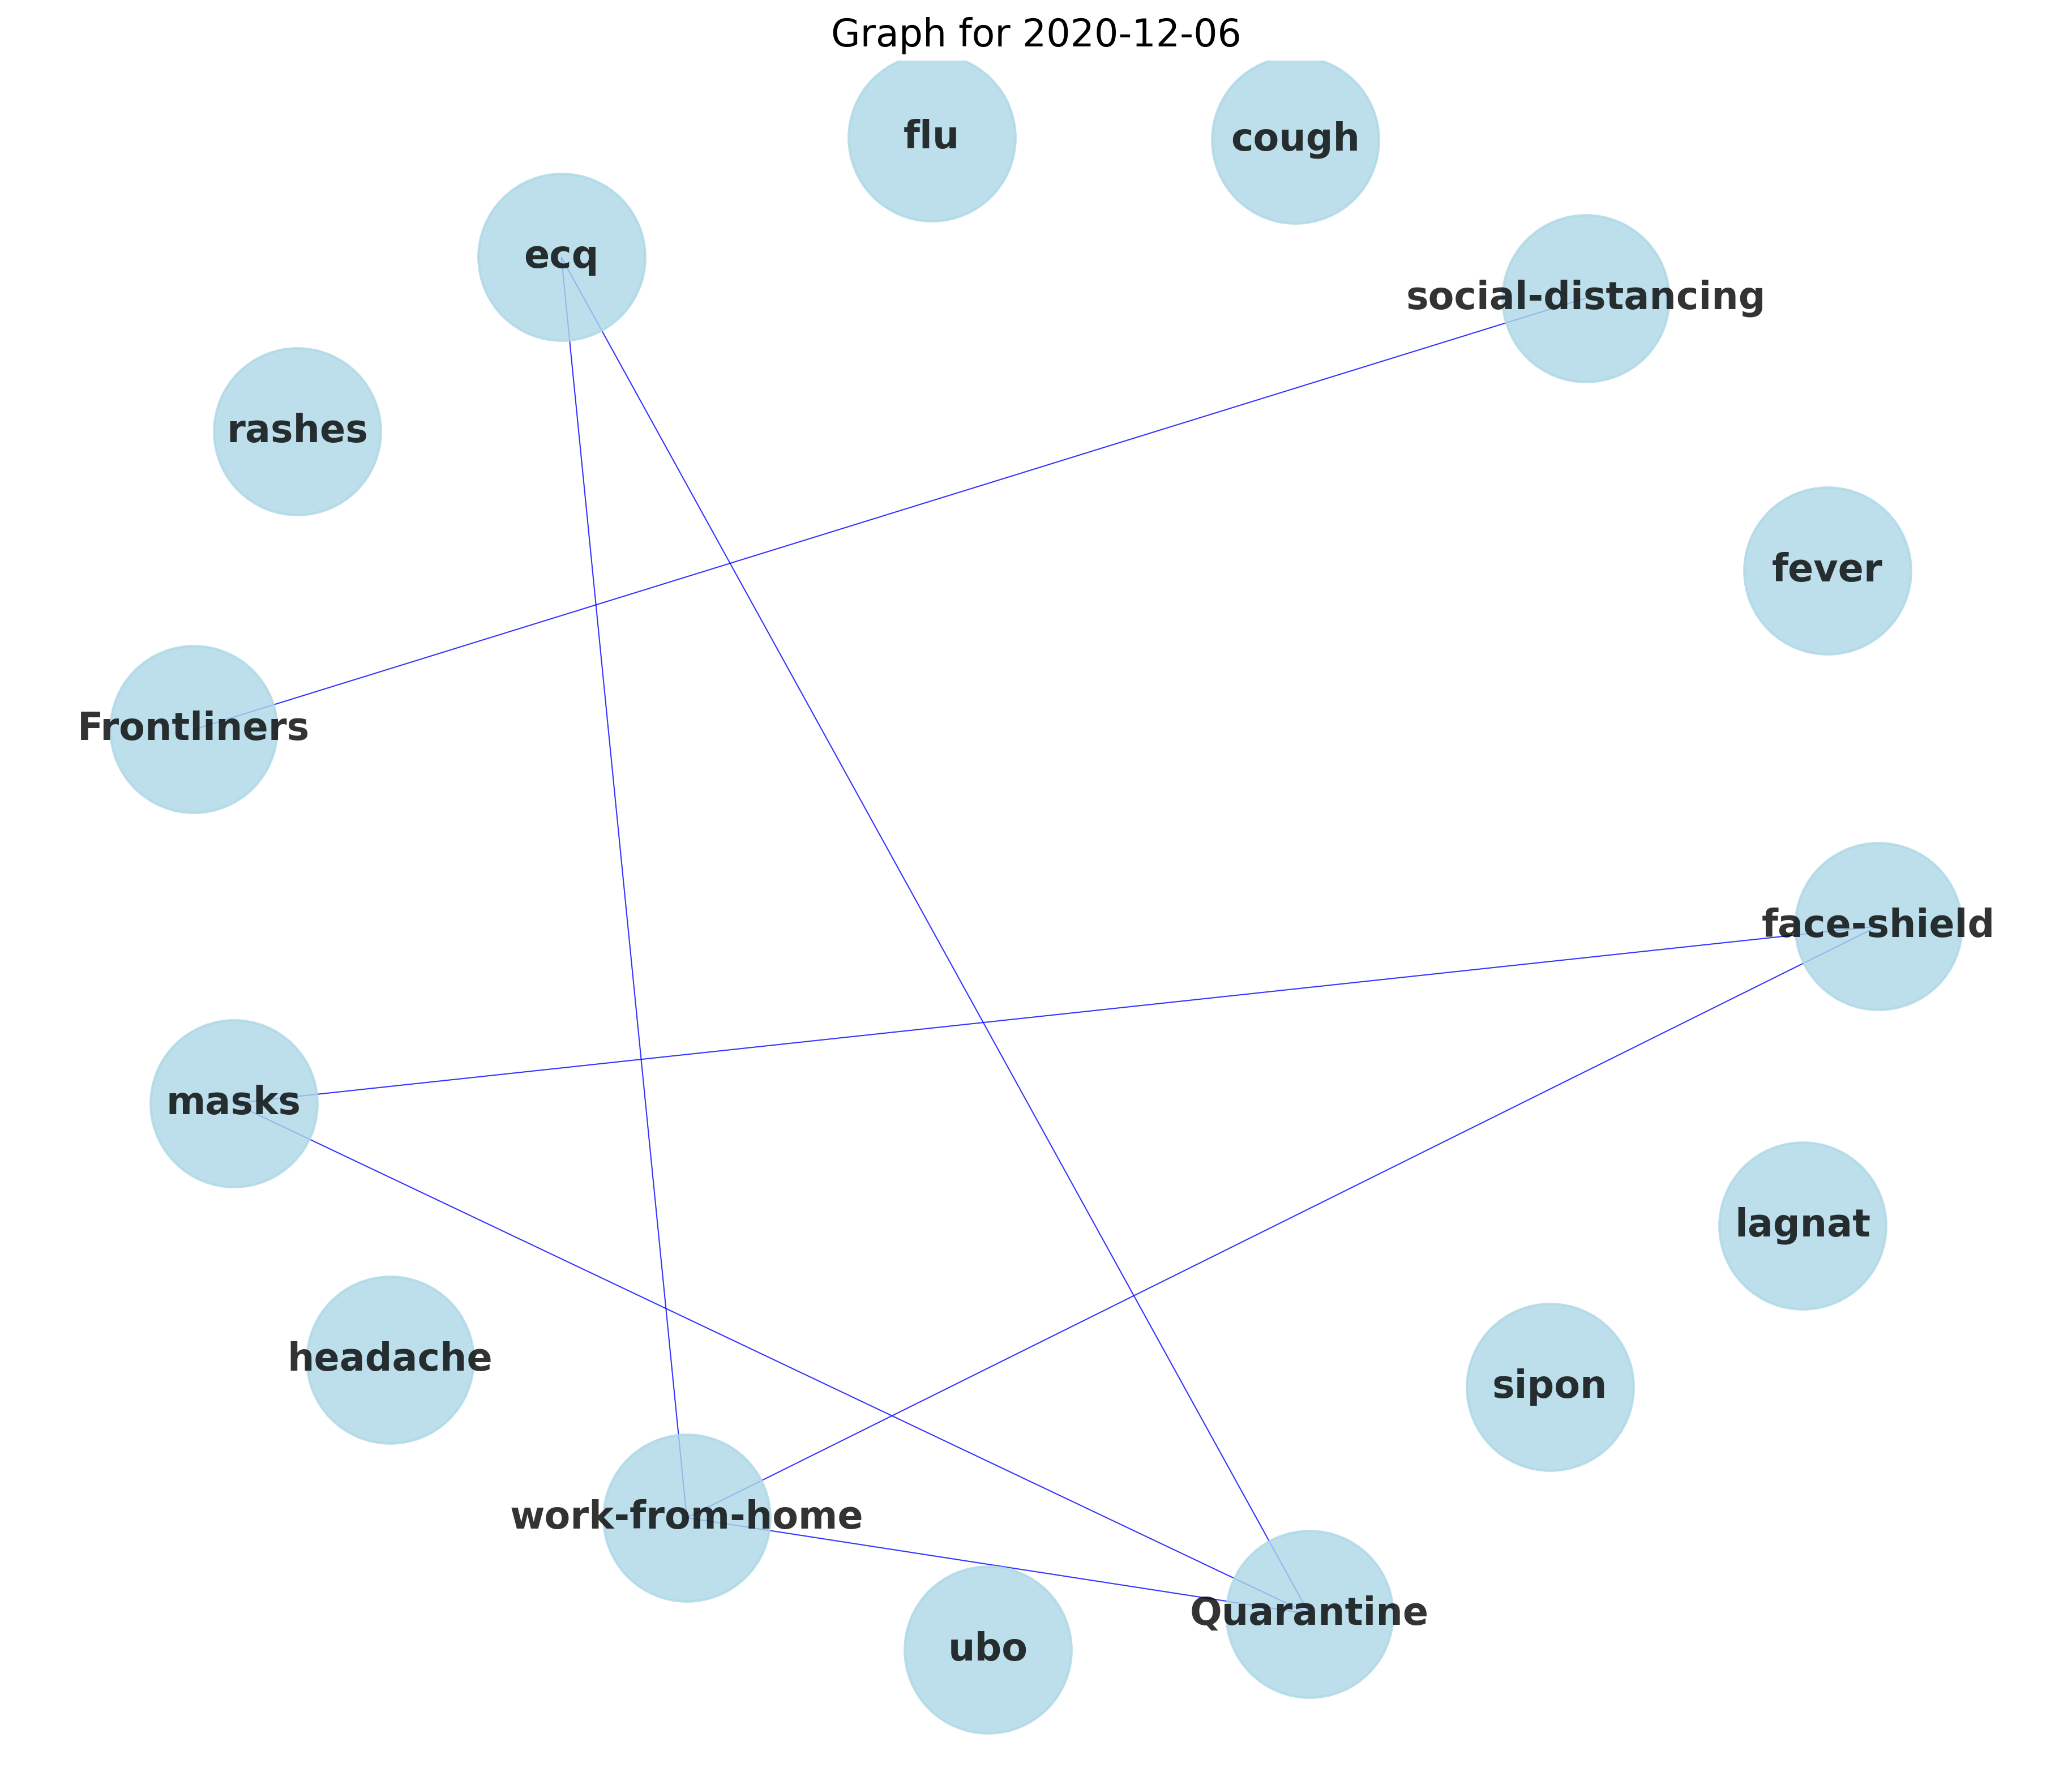 Graph for 2020-12-06
flu
cough
ecq
social-distancing
rashes
fever
Frontliners
face-shield
masks
lagnat
headache
sipon
work-from-home
Quarantine
ubo